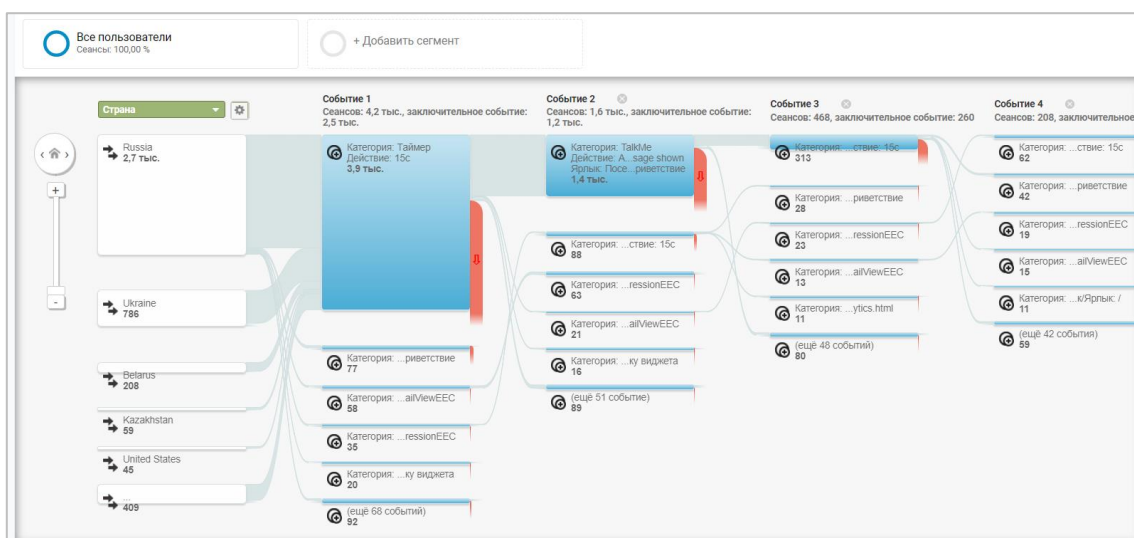 Все пользователи
Сеансы: 100,00 %
+ Добавить сегмент
Страна
Russia
2,7 тыс.
Ukraine
786
Belarus
208
Kazakhstan
59
United States
45
...
409
Событие 1
Сеансов: 4,2 тыс., заключительное событие:
2,5 тыс.
Категория: Таймер
Действие: 15с
3,9 тыс.
Категория: ...риветствие
77
Категория: ...ailViewEEC
58
Категория: ...ressionEEC
35
Категория: ...ку виджета
20
(ещё 68 событий)
92
Событие 2
Сеансов: 1,6 тыс., заключительное событие:
1,2 тыс.
Категория: TalkMe
Действие: A...sage shown
Ярлык: Посе...риветствие
1,4 тыс.
Категория: ...ствие: 15с
88
Категория: ...ressionEEC
63
Категория: ...ailViewEEC
21
Категория: ...ку виджета
16
(ещё 51 событие)
89
Событие 3
Сеансов: 468, заключительное событие: 260
Категория: ...ствие: 15с
313
Категория: ...риветствие
28
Категория: ...ressionEEC
23
Категория: ...ailViewEEC
13
Категория: ...ytics.html
11
(ещё 48 событий)
80
Событие 4
Сеансов: 208, заключительное
Категория: ...ствие: 15с
62
Категория: ...риветствие
42
Категория: ...ressionEEC
19
Категория: ...ailViewEEC
15
Категория: ...к/Ярлык: /
11
(ещё 42 события)
59